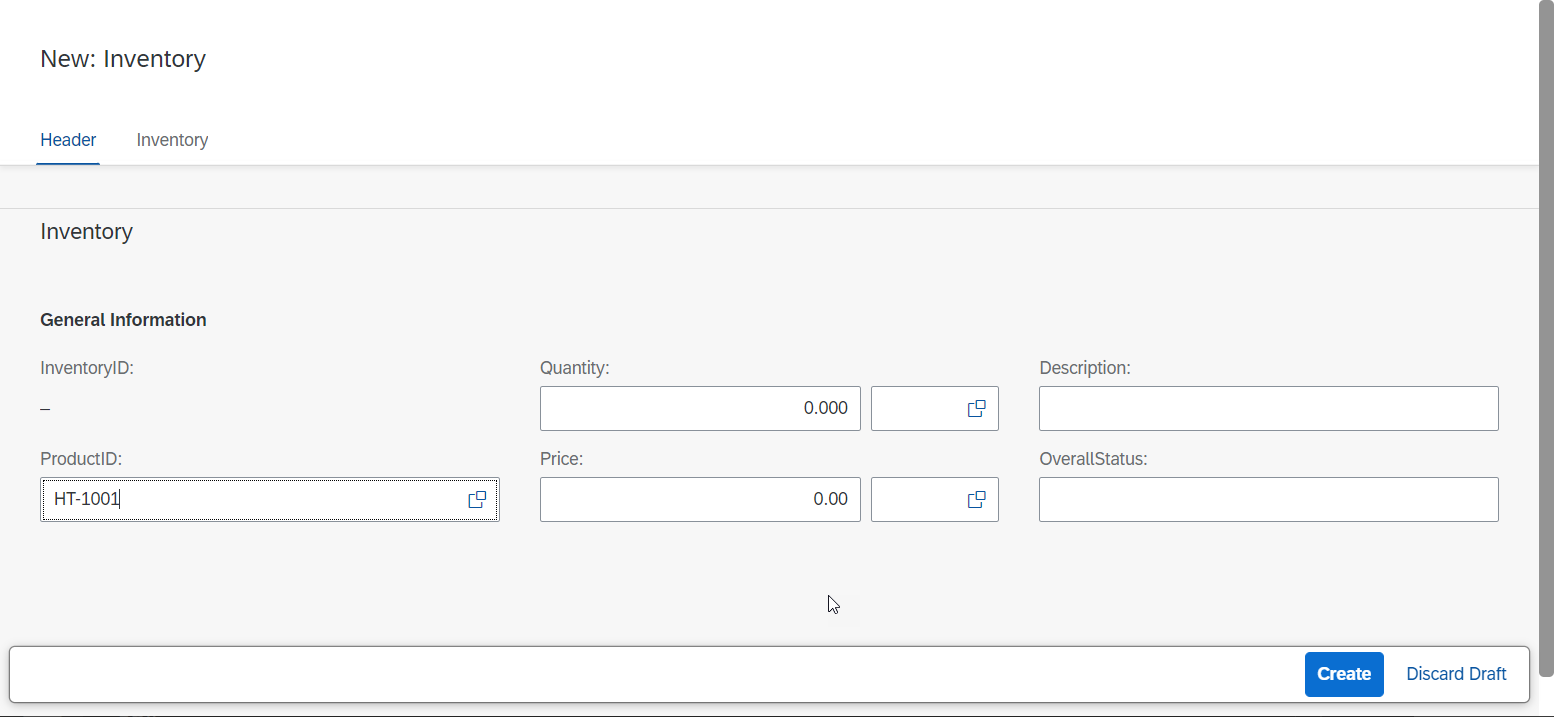 New: Inventory
Header Inventory
Inventory
General Information
InventoryID: Quantity: Description:
– 0.000
ProductID: Price: OverallStatus:
HT-1001 0.00
Create Discard Draft